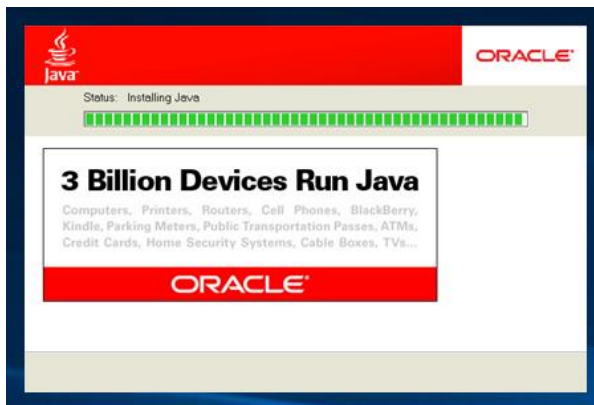 Java
ORACLE
Status: Installing Java
3 Billion Devices Run Java
Computers, Printers, Routers, Cell Phones, BlackBerry,
Kindle, Parking Meters, Public Transportation Passes, ATMs,
Credit Cards, Home Security Systems, Cable Boxes, TVs...
ORACLE